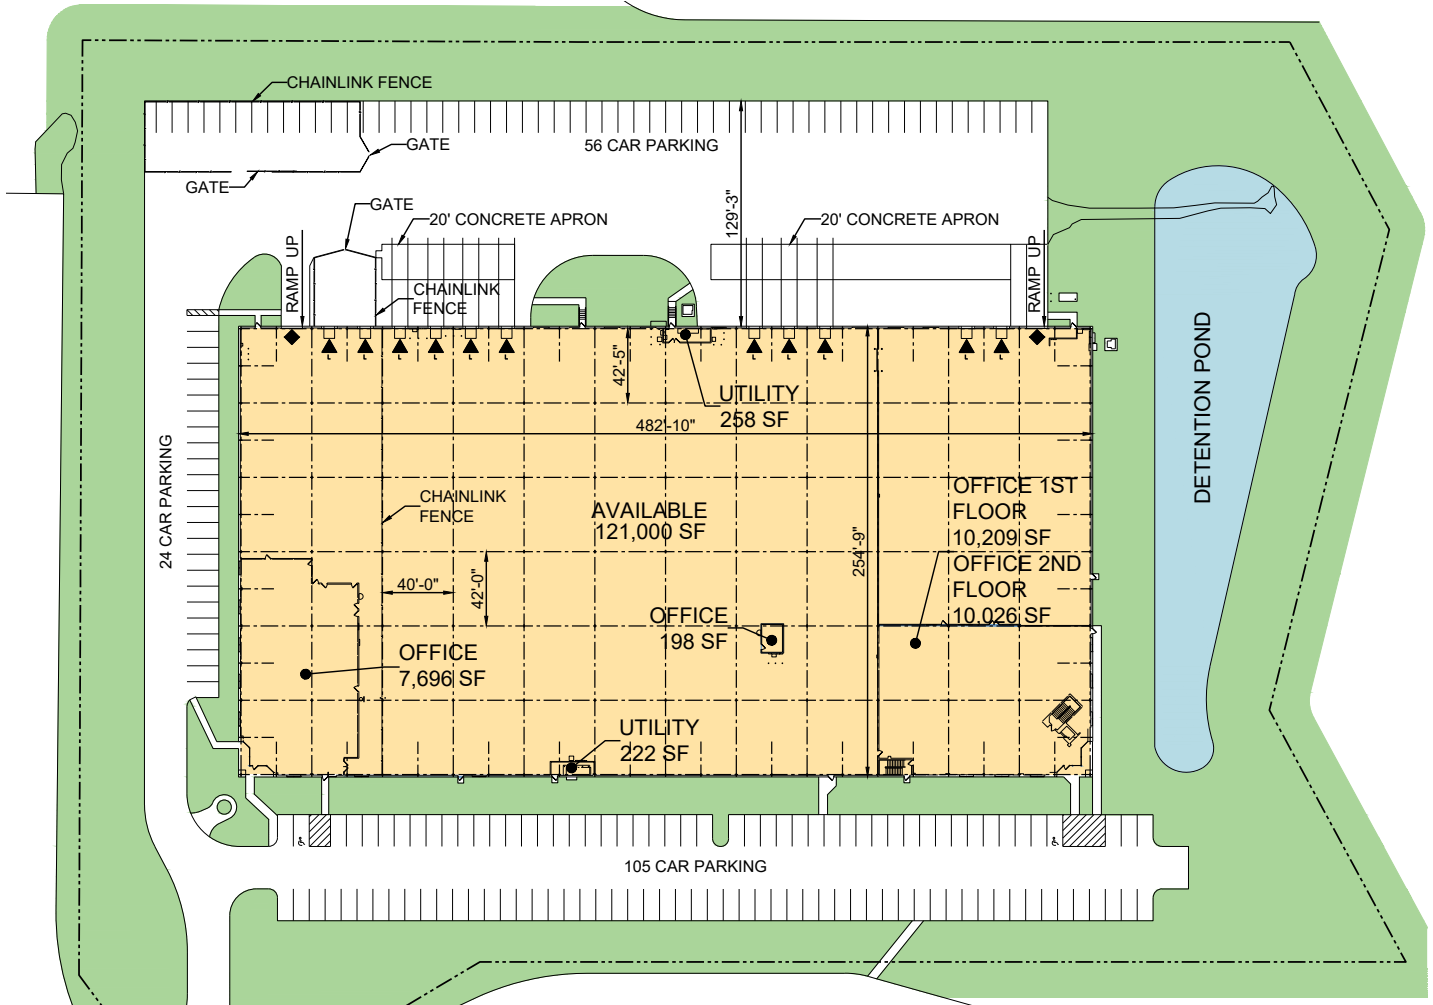 CHAINLINK FENCE
GATE
56 CAR PARKING
GATE
GATE
20' CONCRETE APRON
20' CONCRETE APRON
129'-3"
RAMP UP
RAMP UP
CHAINLINK
FENCE
42'-5"
UTILITY
258 SF
482'-10"
DETENTION POND
24 CAR PARKING
CHAINLINK
FENCE
AVAILABLE
121,000 SF
254'-9"
OFFICE 1ST
FLOOR
10,209 SF
OFFICE 2ND
FLOOR
10,026 SF
40'-0"
42'-0"
OFFICE
198 SF
OFFICE
7,696 SF
UTILITY
222 SF
105 CAR PARKING